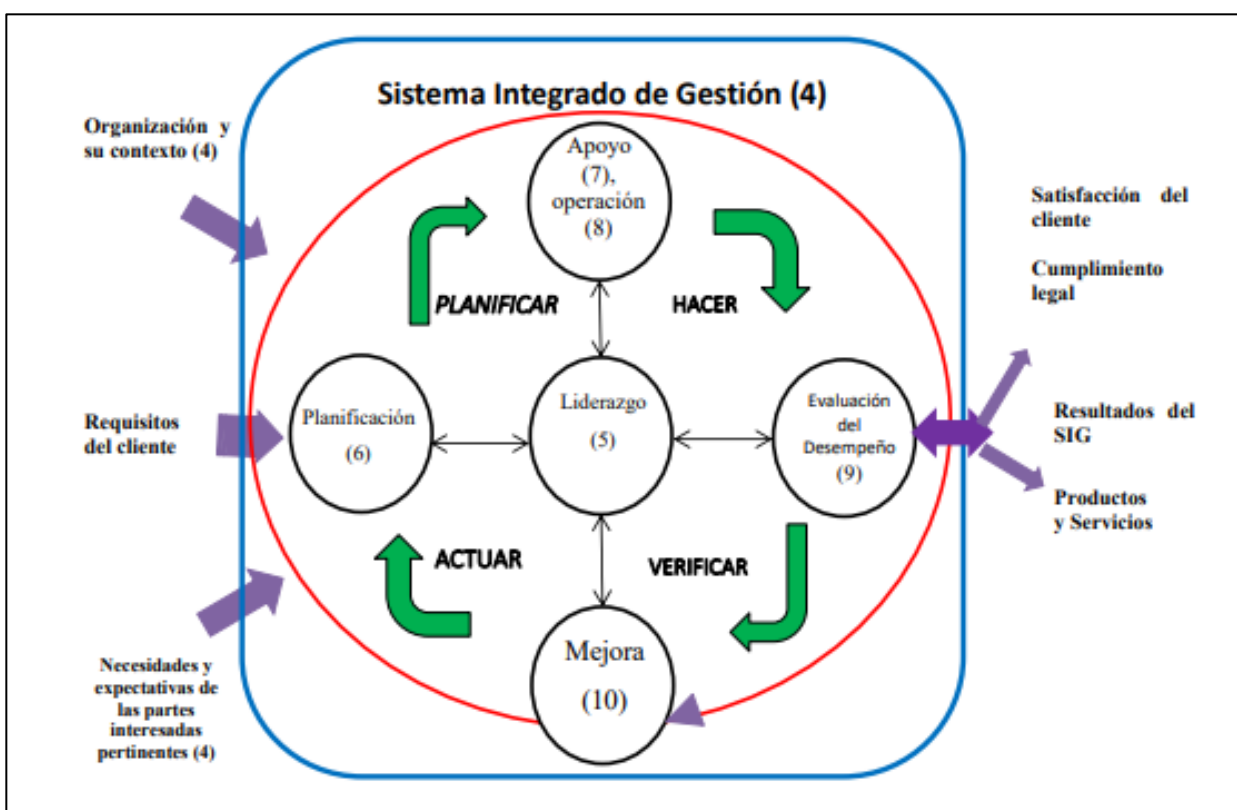 Sistema Integrado de Gestión (4)
Organización y
su contexto (4)
Apoyo
(7),
operación
(8)
Satisfacción del
cliente
Cumplimiento
legal
PLANIFICAR
HACER
Requisitos
del cliente
Planificación
(6)
Liderazgo
(5)
Evaluación
del
Desempeño
(9)
Resultados del
SIG
Productos
y Servicios
ACTUAR
VERIFICAR
Necesidades y
expectativas de
las partes
interesadas
pertinentes (4)
Mejora
(10)